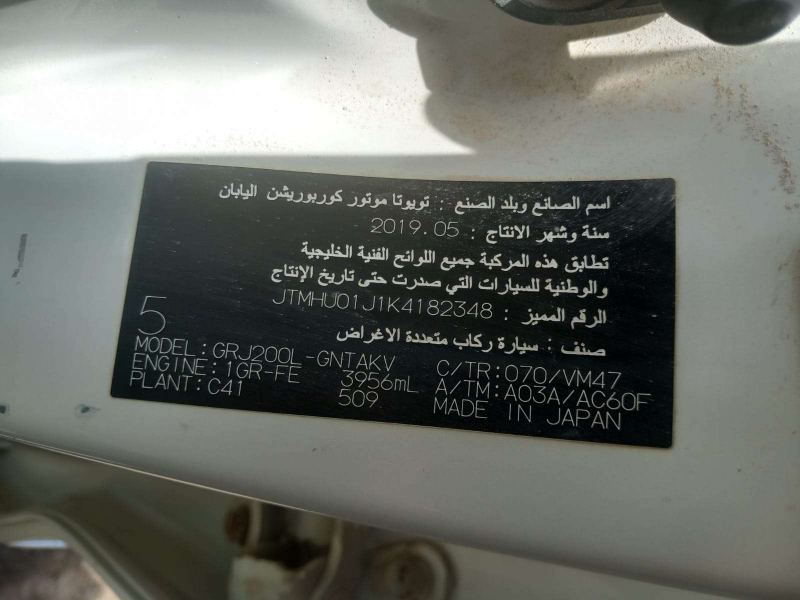 اسم الصانع وبلد الصنع : تويوتا موتور كوربوريشن اليابان
سنة وشهر الانتاج : 2019.05
تطابق هذه المركبة جميع اللوائح الفنية الخليجية
والوطنية للسيارات التي صدرت حتى تاريخ الإنتاج
الرقم المميز : JTMHU01J1K4182348
صنف : سيارة ركاب متعددة الاغراض
5
MODEL: GRJ200L-GNTAKV C/TR: 070/VM47
ENGINE: 1GR-FE 3956mL A/TM: A03A/AC60F
PLANT: C41 509 MADE IN JAPAN